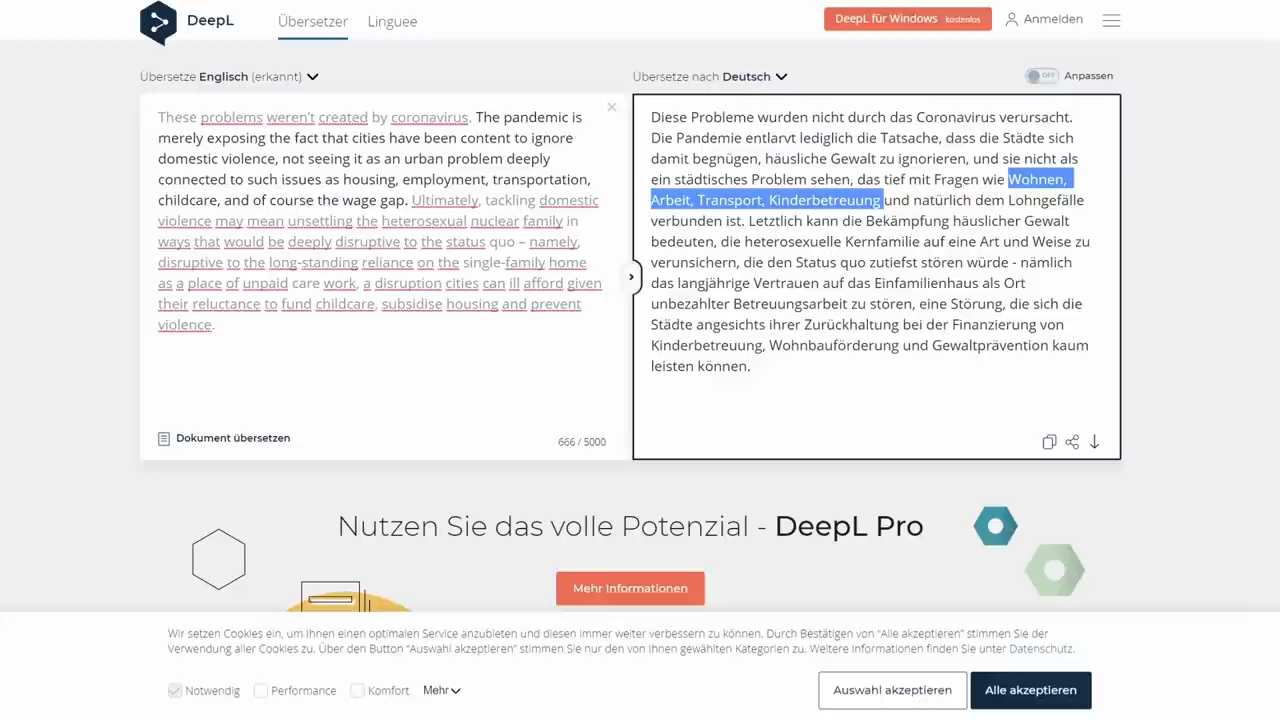 DeepL
Übersetzer
Linguee
DeepL für Windows kostenlos
Anmelden
Übersetze Englisch (erkannt)
Übersetze nach Deutsch
OFF
Anpassen
These problems weren't created by coronavirus. The pandemic is
merely exposing the fact that cities have been content to ignore
domestic violence, not seeing it as an urban problem deeply
connected to such issues as housing, employment, transportation,
childcare, and of course the wage gap. Ultimately, tackling domestic
violence may mean unsettling the heterosexual nuclear family in
ways that would be deeply disruptive to the status quo – namely,
disruptive to the long-standing reliance on the single-family home
as a place of unpaid care work, a disruption cities can ill afford given
their reluctance to fund childcare, subsidise housing and prevent
violence.
Dokument übersetzen
666 / 5000
Diese Probleme wurden nicht durch das Coronavirus verursacht.
Die Pandemie entlarvt lediglich die Tatsache, dass die Städte sich
damit begnügen, häusliche Gewalt zu ignorieren, und sie nicht als
ein städtisches Problem sehen, das tief mit Fragen wie Wohnen,
Arbeit, Transport, Kinderbetreuung und natürlich dem Lohngefälle
verbunden ist. Letztlich kann die Bekämpfung häuslicher Gewalt
bedeuten, die heterosexuelle Kernfamilie auf eine Art und Weise zu
verunsichern, die den Status quo zutiefst stören würde - nämlich
das langjährige Vertrauen auf das Einfamilienhaus als Ort
unbezahlter Betreuungsarbeit zu stören, eine Störung, die sich die
Städte angesichts ihrer Zurückhaltung bei der Finanzierung von
Kinderbetreuung, Wohnbauförderung und Gewaltprävention kaum
leisten können.
Nutzen Sie das volle Potenzial - DeepL Pro
Mehr Informationen
Wir setzen Cookies ein, um Ihnen einen optimalen Service anzubieten und diesen immer weiter verbessern zu können. Durch Bestätigen von "Alle akzeptieren" stimmen Sie der
Verwendung aller Cookies zu. Über den Button "Auswahl akzeptieren" stimmen Sie nur den von Ihnen gewählten Kategorien zu. Weitere Informationen finden Sie unter Datenschutz.
Notwendig
Performance
Komfort
Mehr
Auswahl akzeptieren
Alle akzeptieren